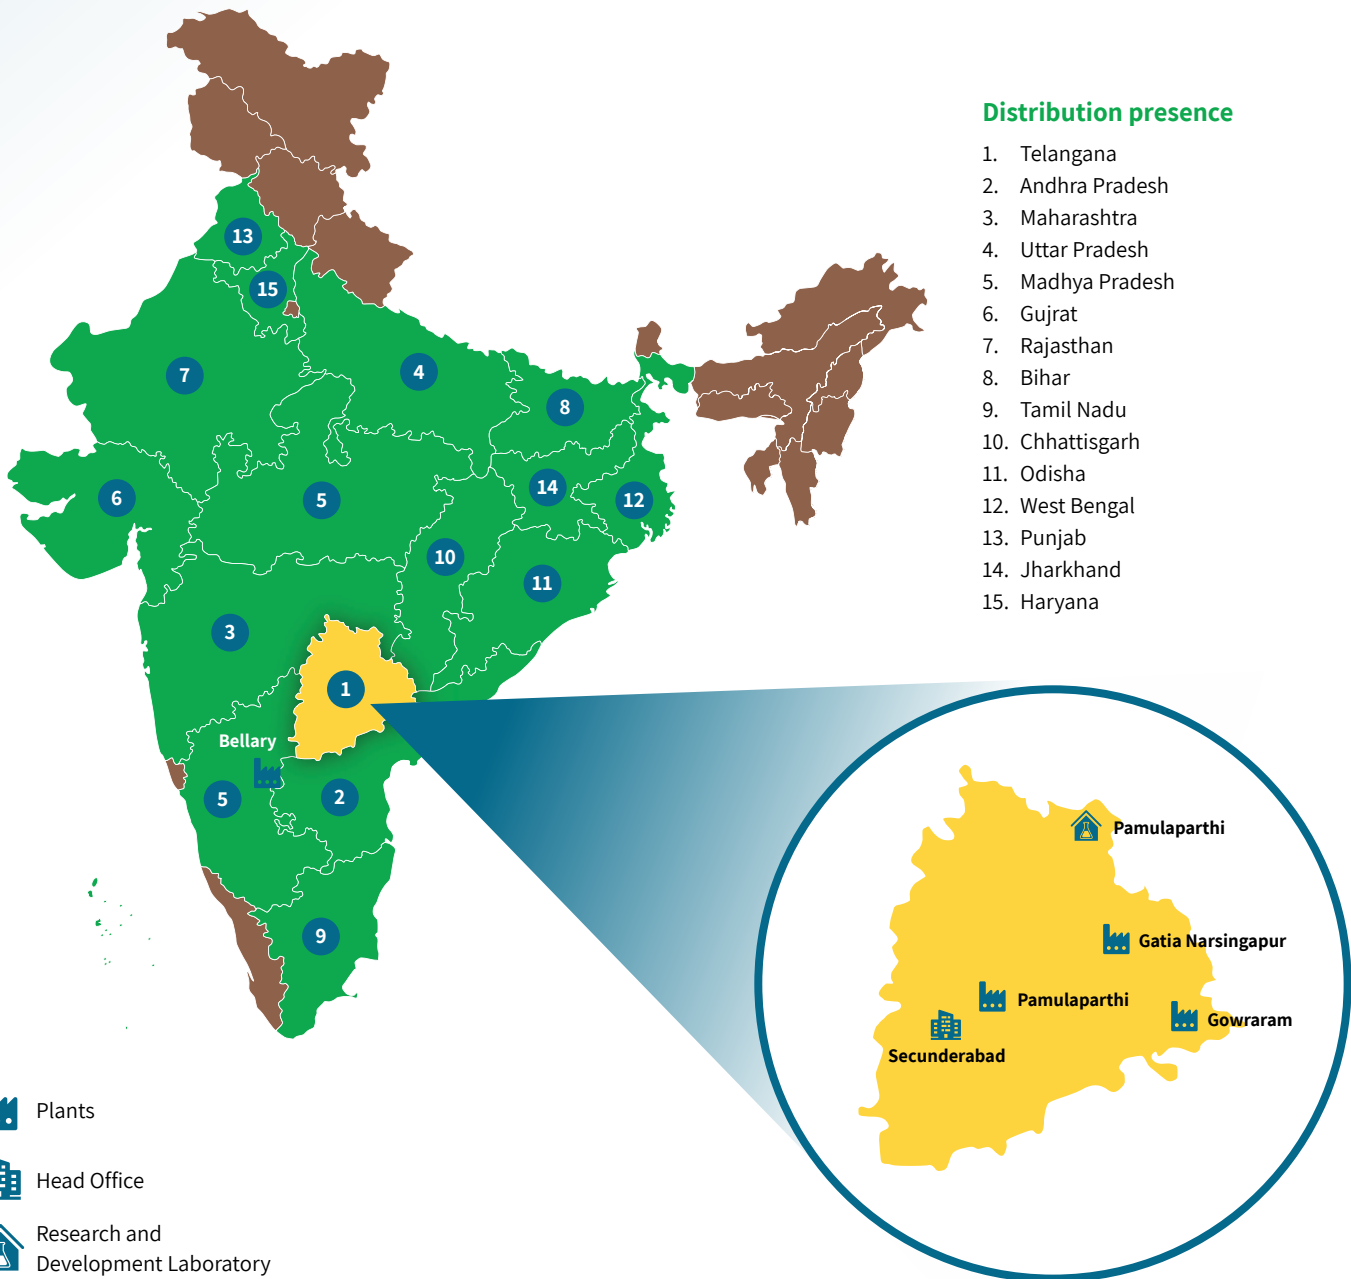 Distribution presence
1. Telangana
2. Andhra Pradesh
3. Maharashtra
4. Uttar Pradesh
5. Madhya Pradesh
6. Gujrat
7. Rajasthan
8. Bihar
9. Tamil Nadu
10. Chhattisgarh
11. Odisha
12. West Bengal
13. Punjab
14. Jharkhand
15. Haryana
13
15
7
4
8
6
5
14
12
10
11
3
1
Bellary
5
2
9
Pamulaparthi
Gatia Narsingapur
Pamulaparthi
Gowraram
Secunderabad
Plants
Head Office
Research and
Development Laboratory